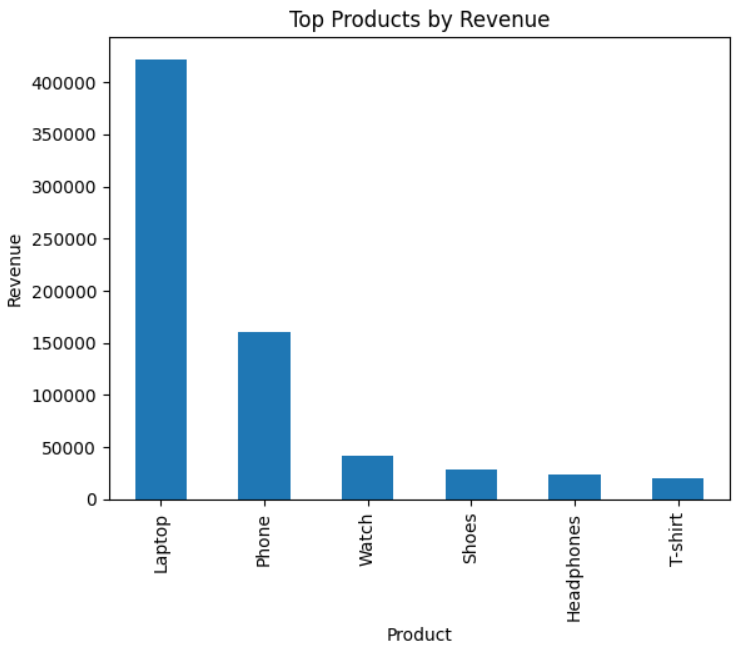 Top Products by Revenue
Revenue
400000
350000
300000
250000
200000
150000
100000
50000
0
Laptop
Phone
Watch
Shoes
Headphones
T-shirt
Product